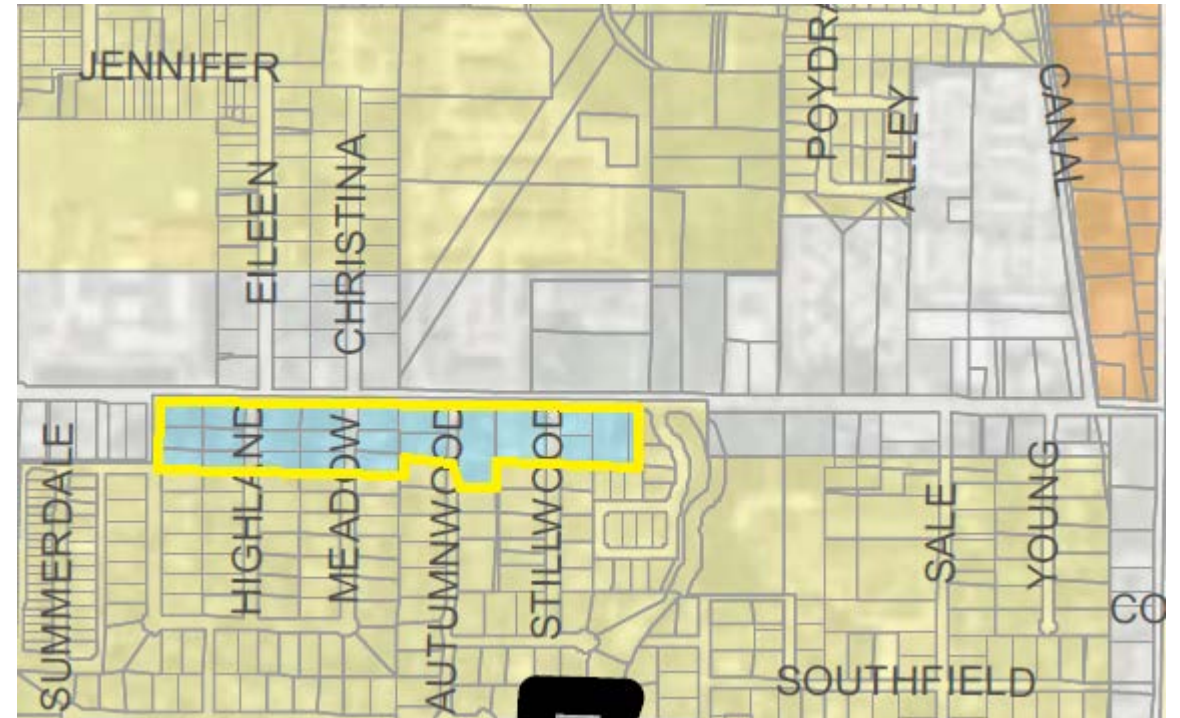 JENNIFER
EILEEN
CHRISTINA
POYDRA
ALLEY
CANAL
SUMMERDALE
HIGHLAND
MEADOW
AUTUMNWOOD
STILLWOOD
SALE
YOUNG
CO
SOUTHFIELD